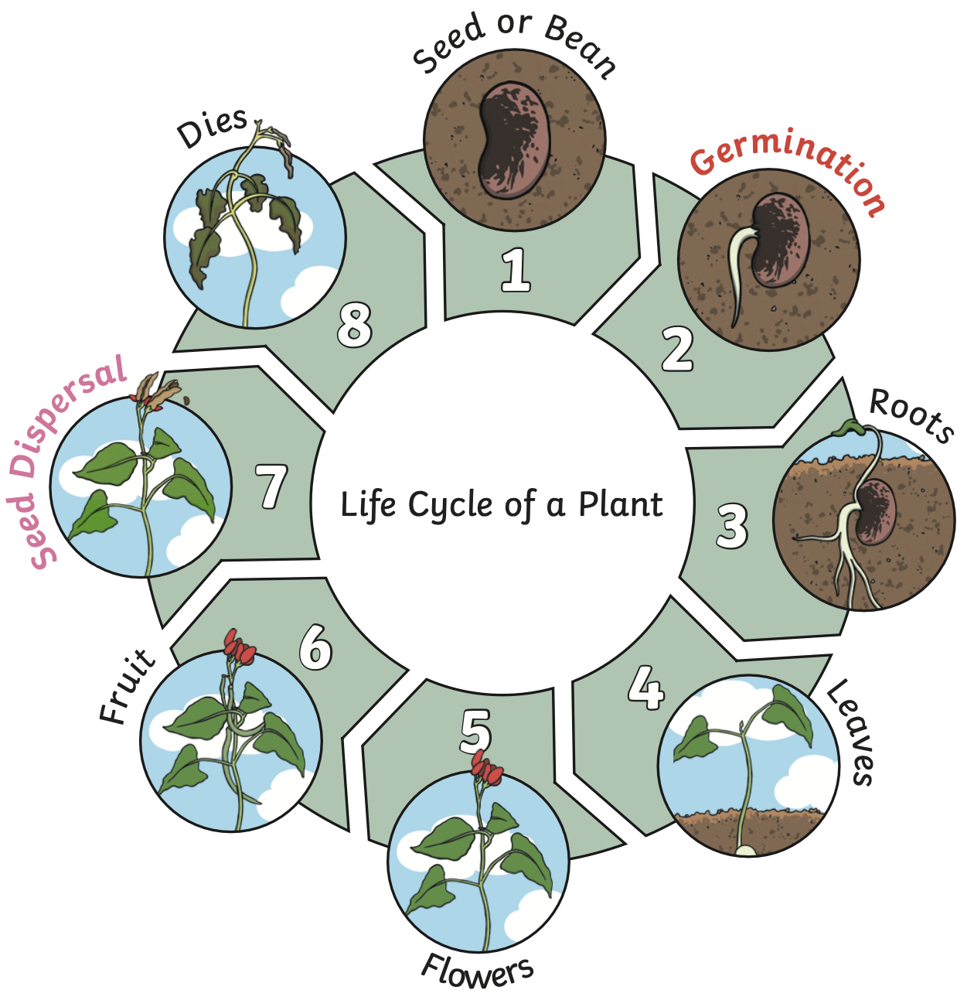 Seed or Bean
1
Germination
2
Roots
3
Leaves
4
Flowers
5
Fruit
6
Seed Dispersal
7
Dies
8
Life Cycle of a Plant